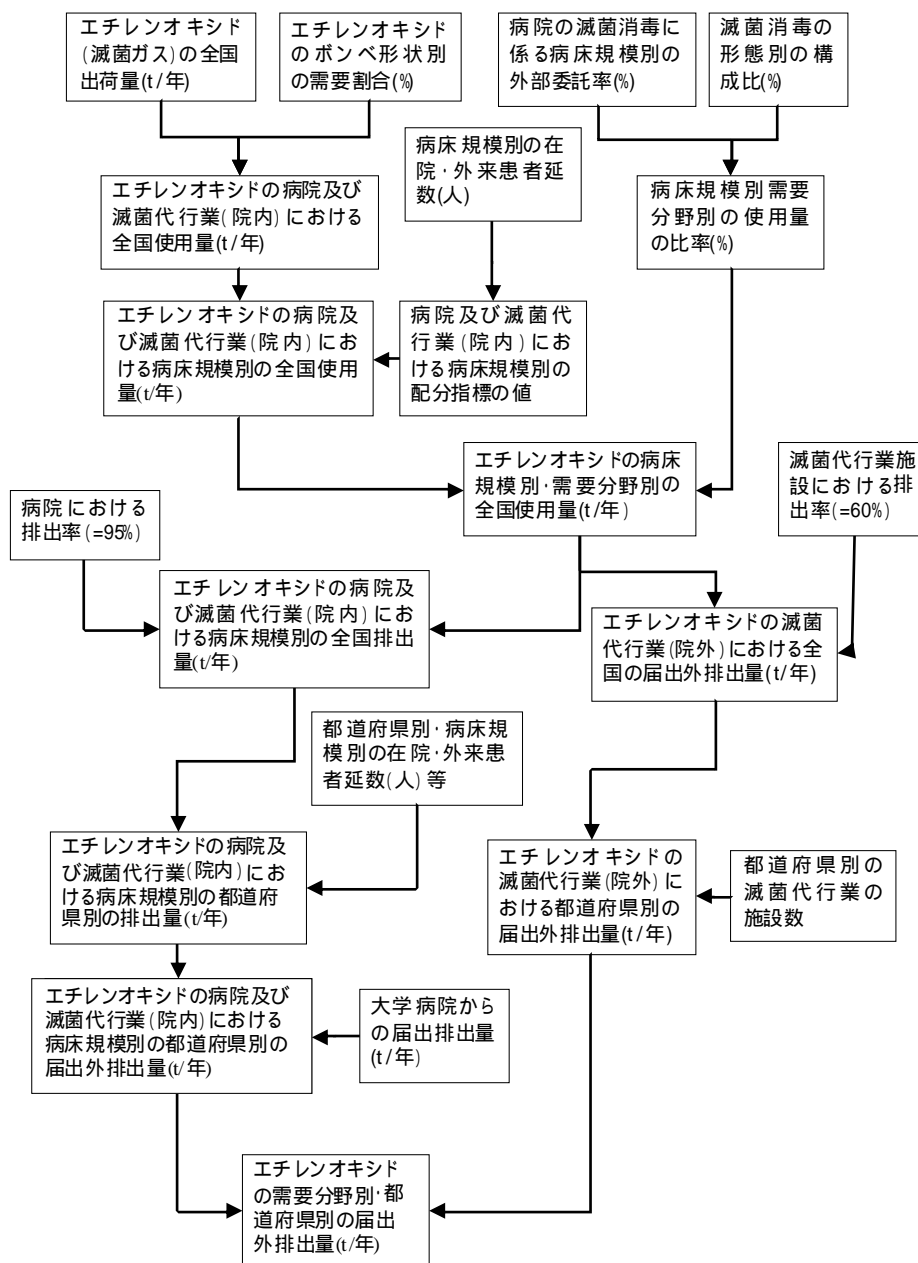 エチレンオキシド
(滅菌ガス)の全国
出荷量(t/年)
エチレンオキシド
のボンベ形状別
の需要割合(%)
病院の滅菌消毒に
係る病床規模別の
外部委託率(%)
滅菌消毒の
形態別の構
成比(%)
病床規模別の在
院・外来患者延
数(人)
エチレンオキシドの病院及び
滅菌代行業(院内)における
全国使用量(t/年)
病床規模別需要
分野別の使用量
の比率(%)
エチレンオキシドの病院及
び滅菌代行業(院内)にお
ける病床規模別の全国使用
量(t/年)
病院及び滅菌代
行業(院内)にお
ける病床規模別の
配分指標の値
エチレンオキシドの病床
規模別・需要分野別の
全国使用量(t/年)
滅菌代行業施
設における排
出率(=60%)
病院における
排出率(=95%)
エチレンオキシドの病院及
び滅菌代行業(院内)にお
ける病床規模別の全国排出
量(t/年)
エチレンオキシドの滅菌
代行業(院外)における全
国の届出外排出量(t/年)
都道府県別・病床規
模別の在院・外来患
者延数(人)等
エチレンオキシドの病院及
び滅菌代行業(院内)にお
ける病床規模別の都道府
県別の排出量(t/年)
エチレンオキシドの
滅菌代行業(院外)に
おける都道府県別の
届出外排出量(t/年)
都道府県別の
滅菌代行業の
施設数
エチレンオキシドの病院及び
滅菌代行業(院内)における
病床規模別の都道府県別の
届出外排出量(t/年)
大学病院から
の届出排出量
(t/年)
エチレンオキシド
の需要分野別・都
道府県別の届出
外排出量(t/年)